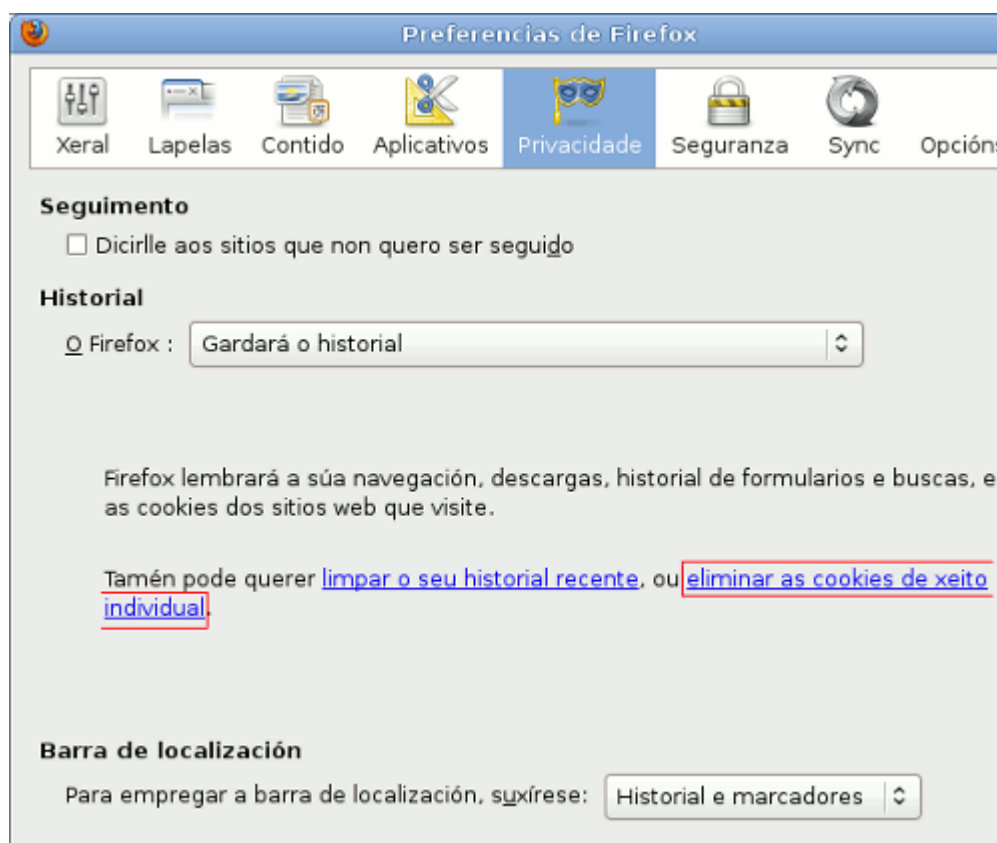 Preferencias de Firefox
Xeral Lapelas Contido Aplicativos Privacidade Seguranza Sync Opcións
Seguimento
Dicirlle aos sitios que non quero ser seguido
Historial
O Firefox : Gardará o historial
Firefox lembrará a súa navegación, descargas, historial de formularios e buscas, e
as cookies dos sitios web que visite.
Tamén pode querer limpar o seu historial recente, ou eliminar as cookies de xeito
individual.
Barra de localización
Para empregar a barra de localización, suxírese: Historial e marcadores